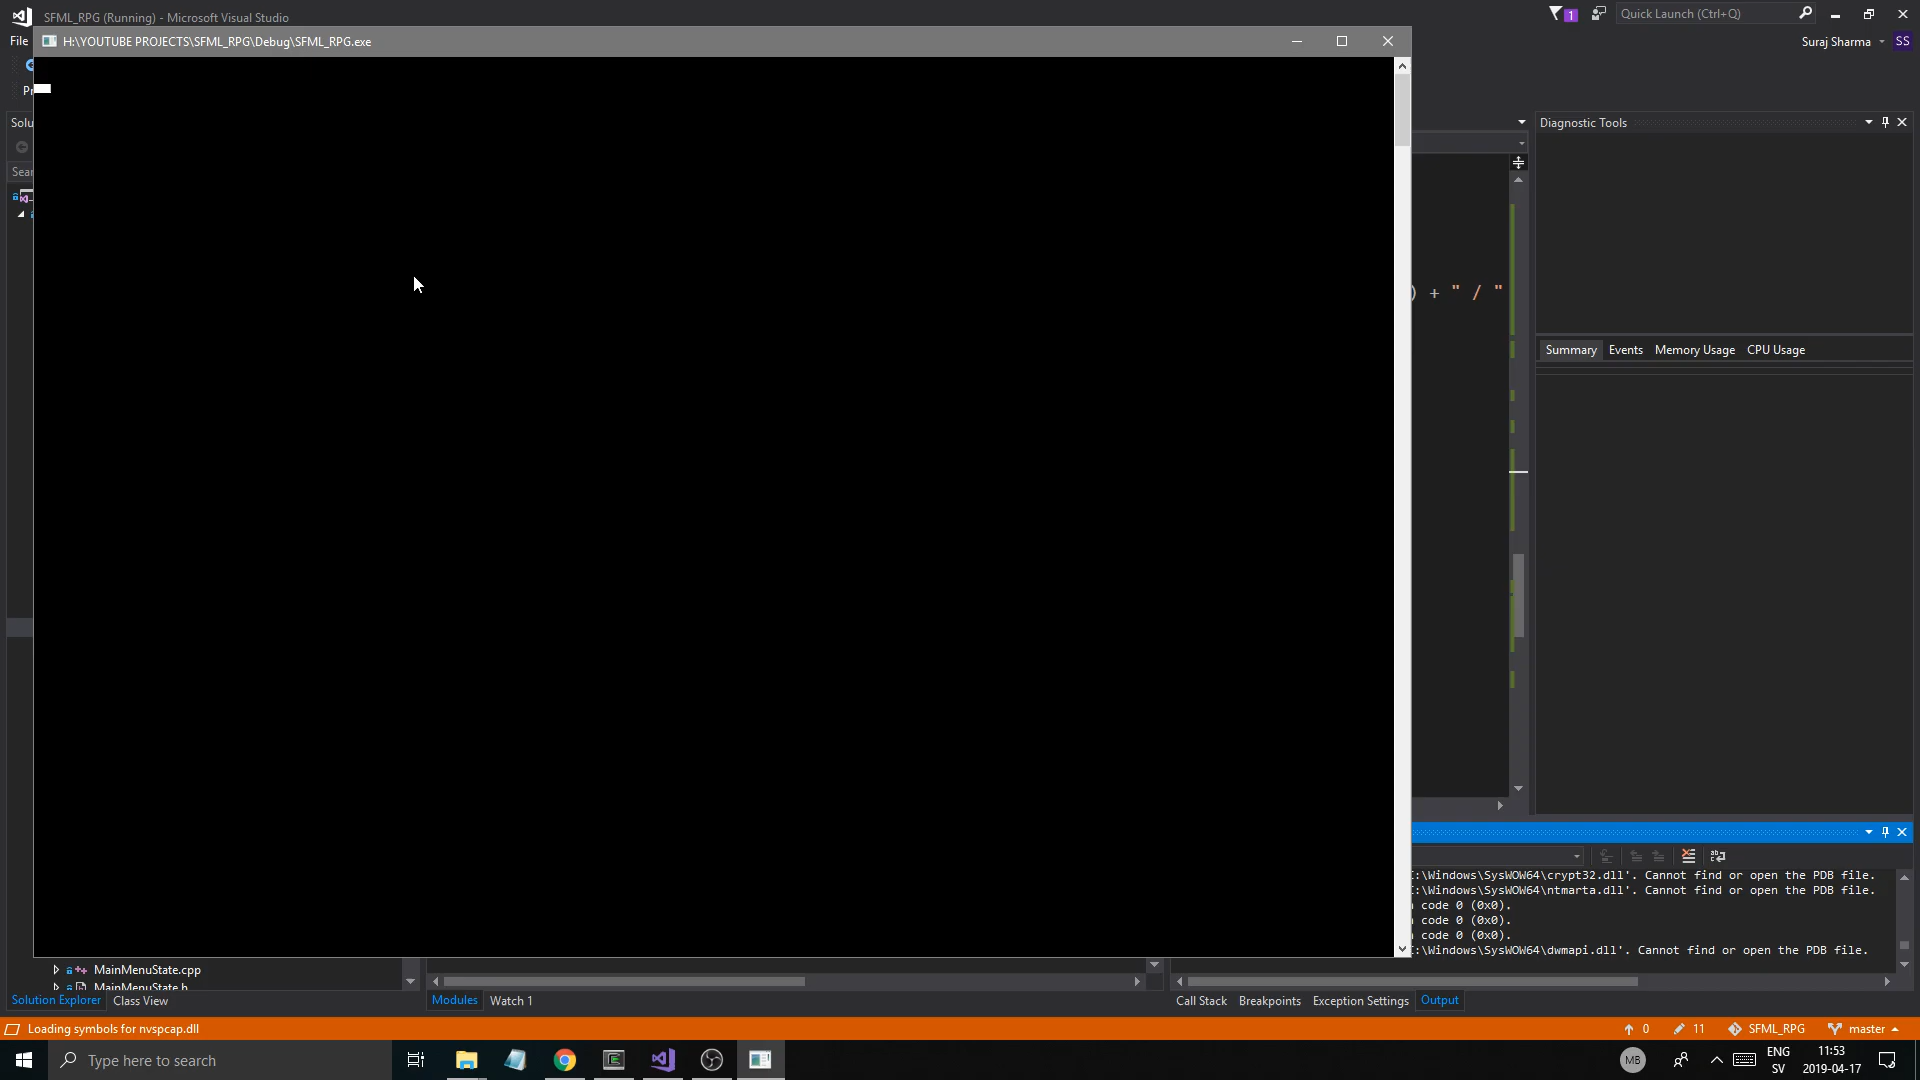 SFML_RPG (Running) - Microsoft Visual Studio
1
Quick Launch (Ctrl+Q)
File
H:\YOUTUBE PROJECTS\SFML_RPG\Debug\SFML_RPG.exe
Suraj Sharma
SS
Diagnostic Tools
) + " / "
Summary Events Memory Usage CPU Usage
:\Windows\SysWOW64\crypt32.dll'. Cannot find or open the PDB file.
:\Windows\SysWOW64\ntmarta.dll'. Cannot find or open the PDB file.
code 0 (0x0).
code 0 (0x0).
code 0 (0x0).
:\Windows\SysWOW64\dwmapi.dll'. Cannot find or open the PDB file.
MainMenuState.cpp
MainMenuState.h
Solution Explorer Class View
Modules Watch 1
Call Stack Breakpoints Exception Settings Output
Loading symbols for nvspcap.dll
0 11 SFML_RPG master
Type here to search
MB
ENG
SV
11:53
2019-04-17